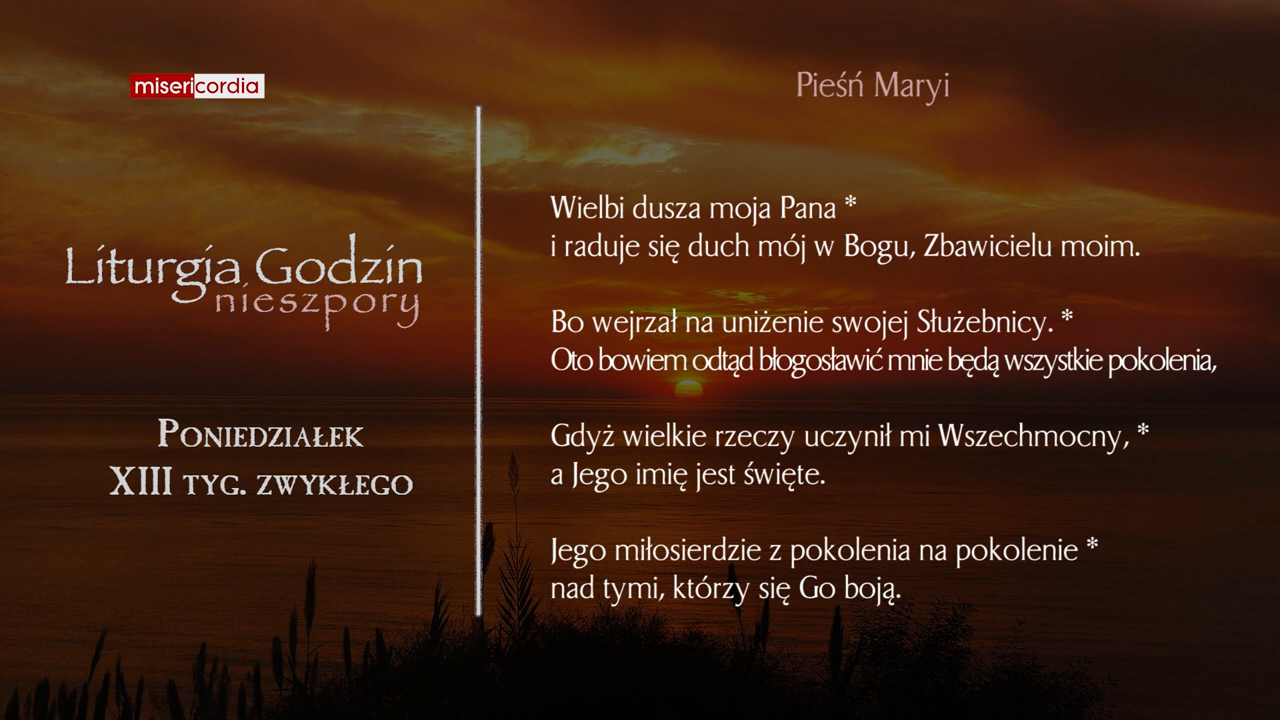 misericordia
Liturgia Godzin
nieszpory
Poniedziałek
XIII tyg. zwykłego
Pieśń Maryi
Wielbi dusza moja Pana *
i raduje się duch mój w Bogu, Zbawicielu moim.
Bo wejrzał na uniżenie swojej Służebnicy. *
Oto bowiem odtąd błogosławić mnie będą wszystkie pokolenia,
Gdyż wielkie rzeczy uczynił mi Wszechmocny, *
a Jego imię jest święte.
Jego miłosierdzie z pokolenia na pokolenie *
nad tymi, którzy się Go boją.